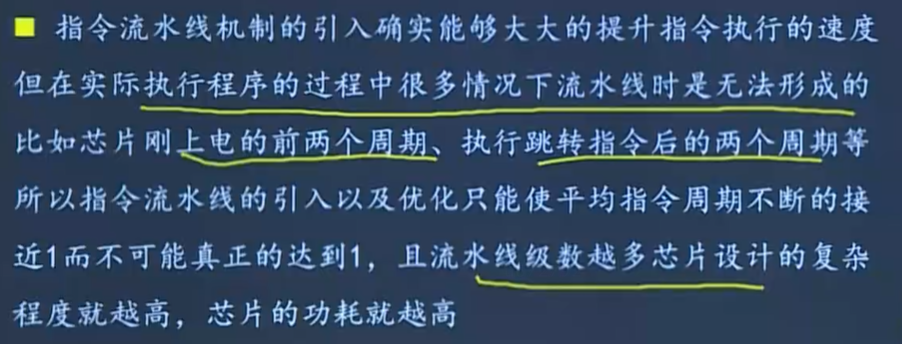 指令流水线机制的引入确实能够大大的提升指令执行的速度
但在实际执行程序的过程中很多情况下流水线时是无法形成的
比如芯片刚上电的前两个周期、执行跳转指令后的两个周期等
所以指令流水线的引入以及优化只能使平均指令周期不断的接
近1而不可能真正的达到1，且流水线级数越多芯片设计的复杂
程度就越高，芯片的功耗就越高